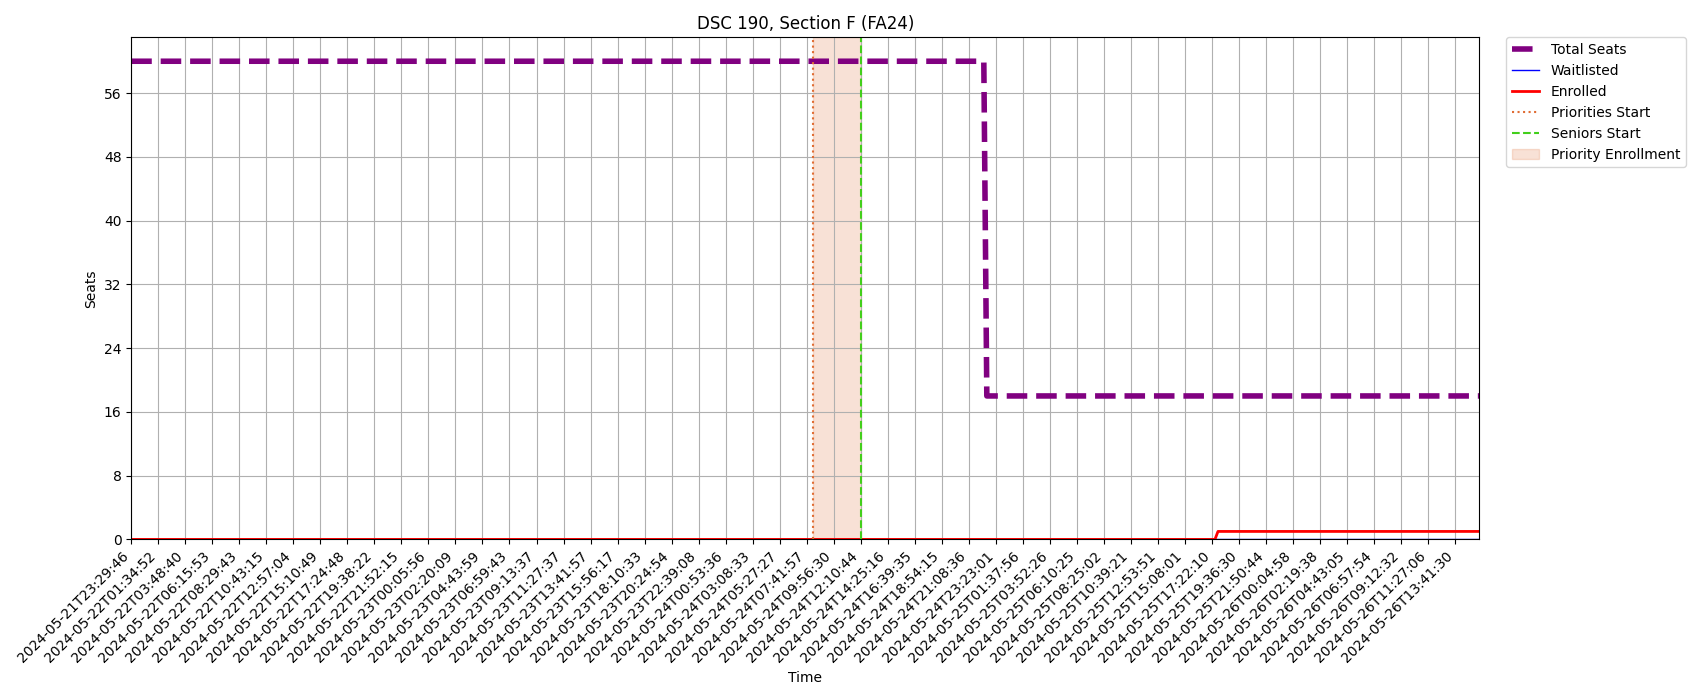 DSC 190, Section F (FA24)
Total Seats
Waitlisted
Enrolled
Priorities Start
Seniors Start
Priority Enrollment
Seats
56
48
40
32
24
16
8
0
2024-05-21T23:29:46
2024-05-22T01:34:52
2024-05-22T03:48:40
2024-05-22T06:15:53
2024-05-22T08:29:43
2024-05-22T10:43:15
2024-05-22T12:57:04
2024-05-22T15:10:49
2024-05-22T17:24:48
2024-05-22T19:38:22
2024-05-22T21:52:15
2024-05-23T00:05:56
2024-05-23T02:20:09
2024-05-23T04:43:59
2024-05-23T06:59:43
2024-05-23T09:13:37
2024-05-23T11:27:37
2024-05-23T13:41:57
2024-05-23T15:56:17
2024-05-23T18:10:33
2024-05-23T20:24:54
2024-05-23T22:39:08
2024-05-24T00:53:36
2024-05-24T03:08:33
2024-05-24T05:27:27
2024-05-24T07:41:57
2024-05-24T09:56:30
2024-05-24T12:10:44
2024-05-24T14:25:16
2024-05-24T16:39:35
2024-05-24T18:54:15
2024-05-24T21:08:36
2024-05-24T23:23:01
2024-05-25T01:37:56
2024-05-25T03:52:26
2024-05-25T06:10:25
2024-05-25T08:25:02
2024-05-25T10:39:21
2024-05-25T12:53:51
2024-05-25T15:08:01
2024-05-25T17:22:10
2024-05-25T19:36:30
2024-05-25T21:50:44
2024-05-26T00:04:58
2024-05-26T02:19:38
2024-05-26T04:43:05
2024-05-26T06:57:54
2024-05-26T09:12:32
2024-05-26T11:27:06
2024-05-26T13:41:30
Time